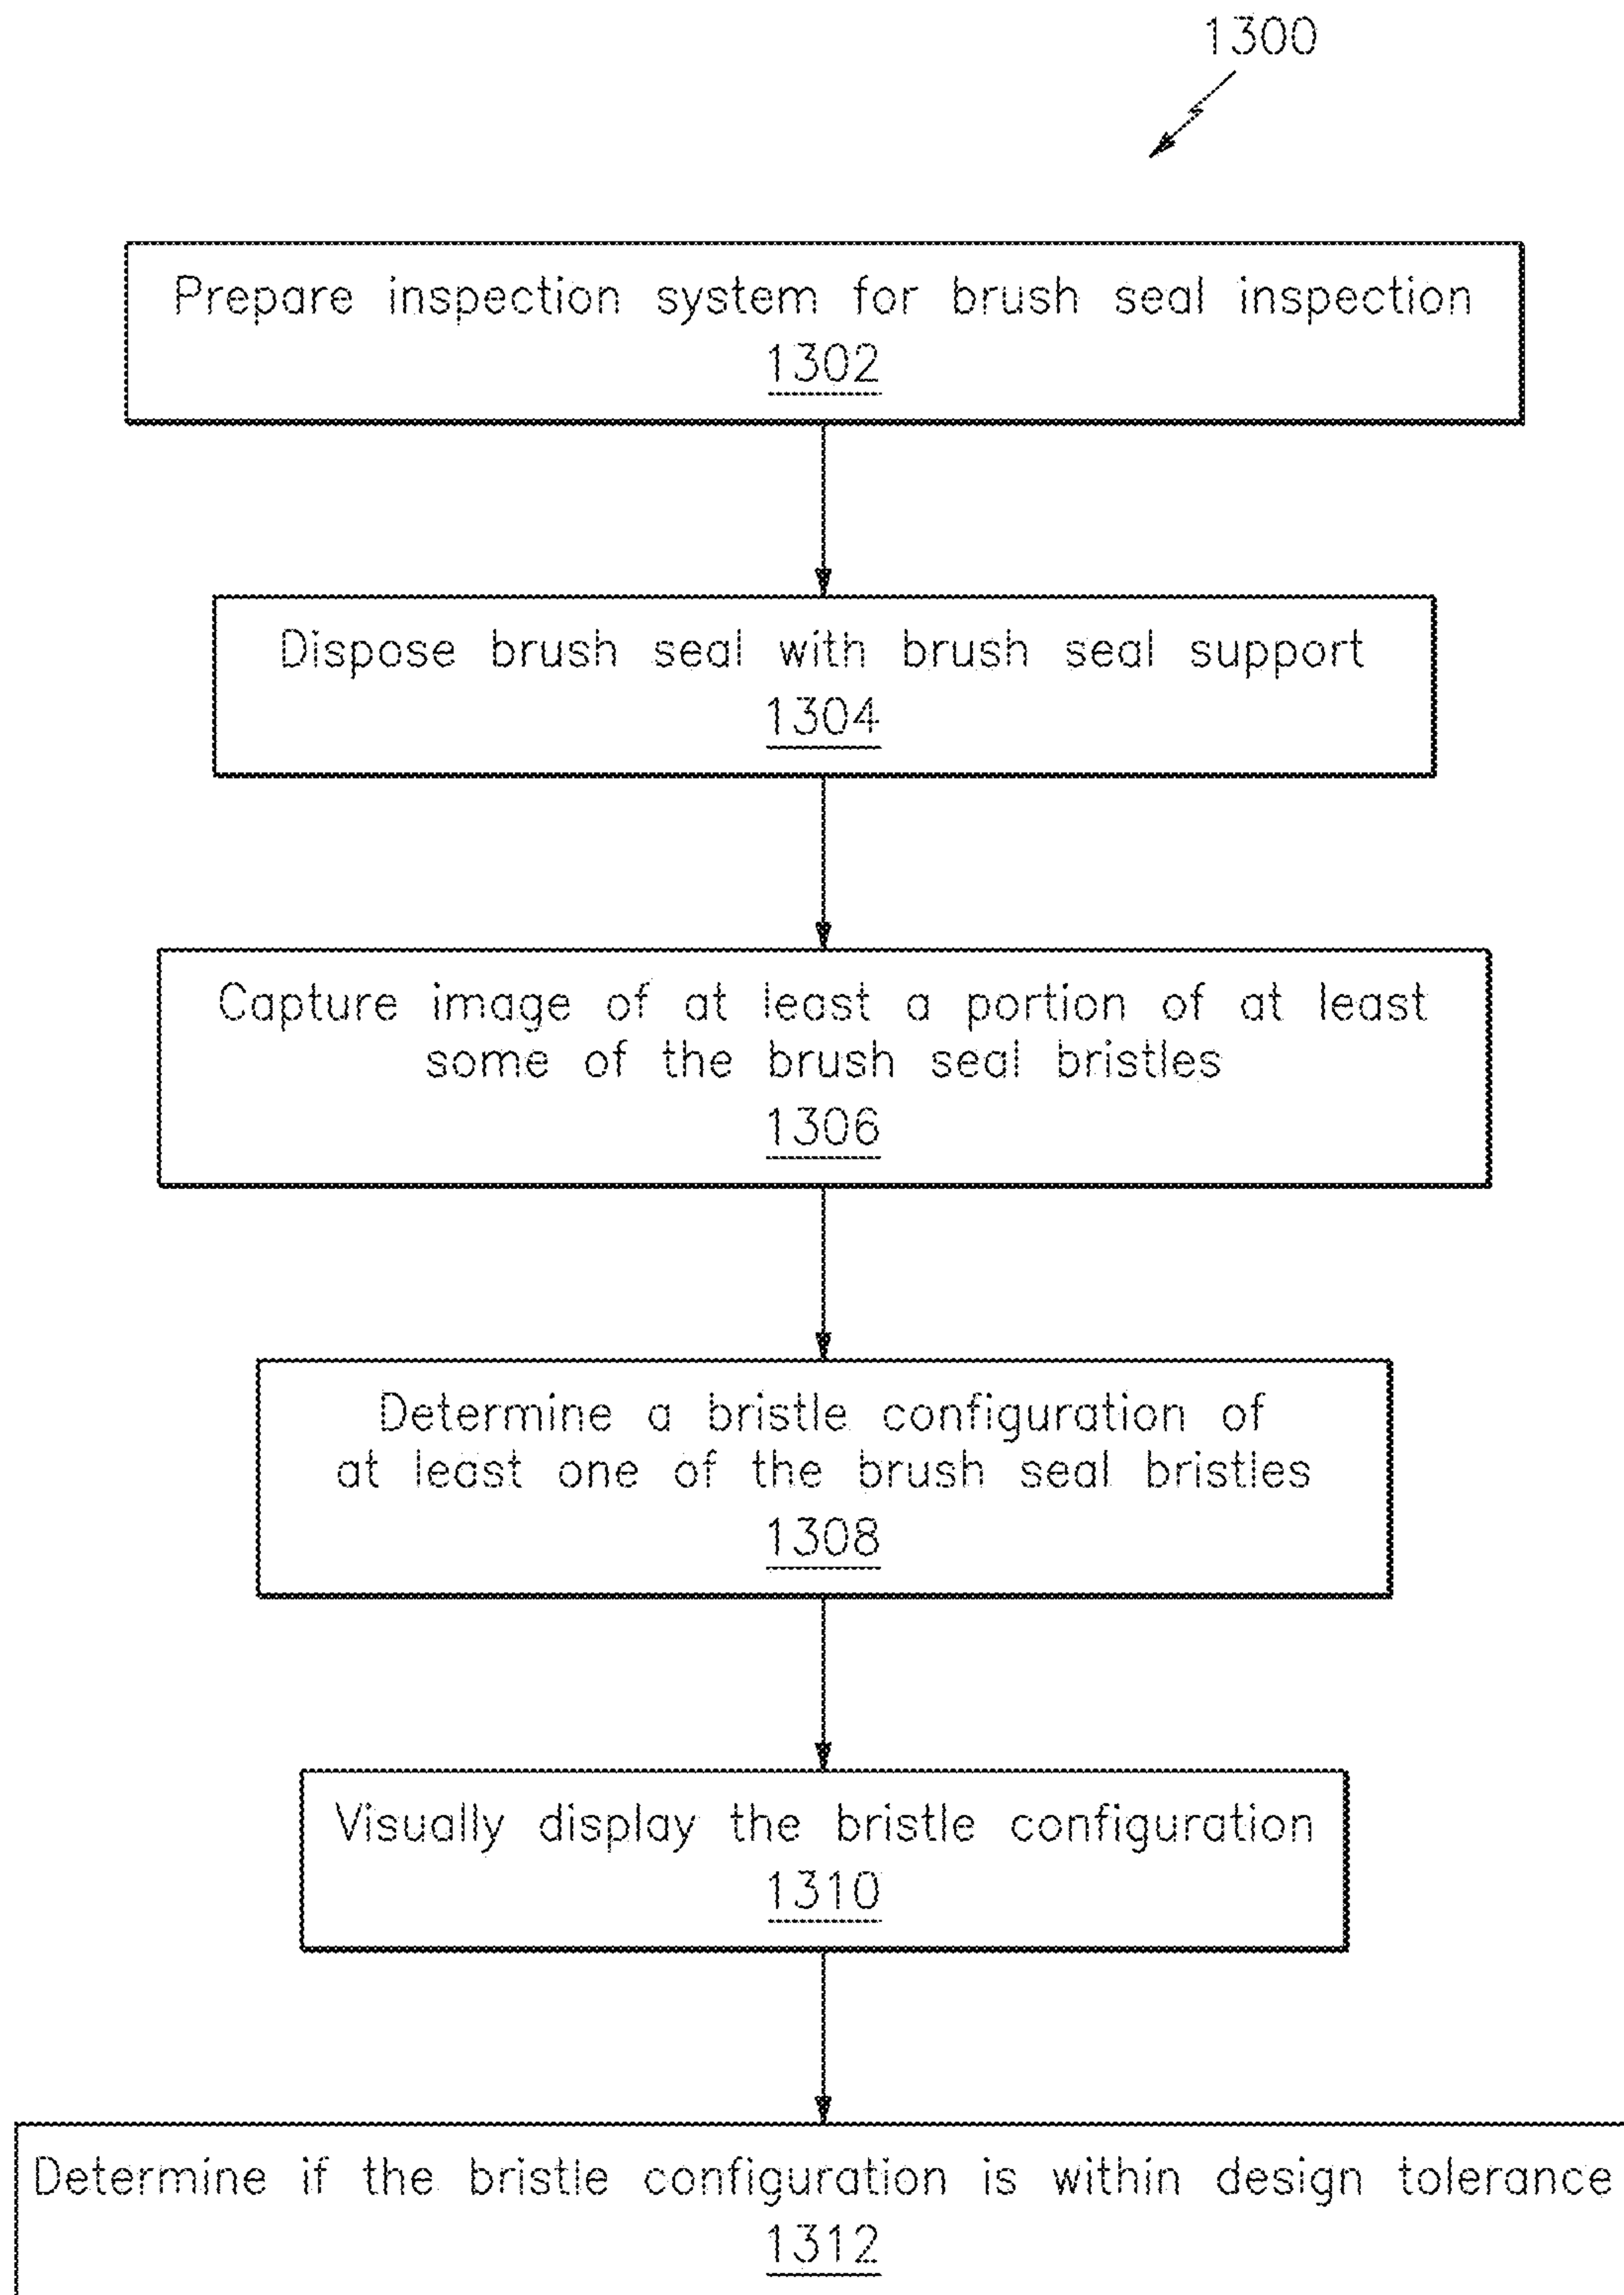 1300
Prepare inspection system for brush seal inspection
1302
Dispose brush seal with brush seal support
1304
Capture image of at least a portion of at least
some of the brush seal bristles
1306
Determine a bristle configuration of
at least one of the brush seal bristles
1308
Visually display the bristle configuration
1310
Determine if the bristle configuration is within design tolerance
1312